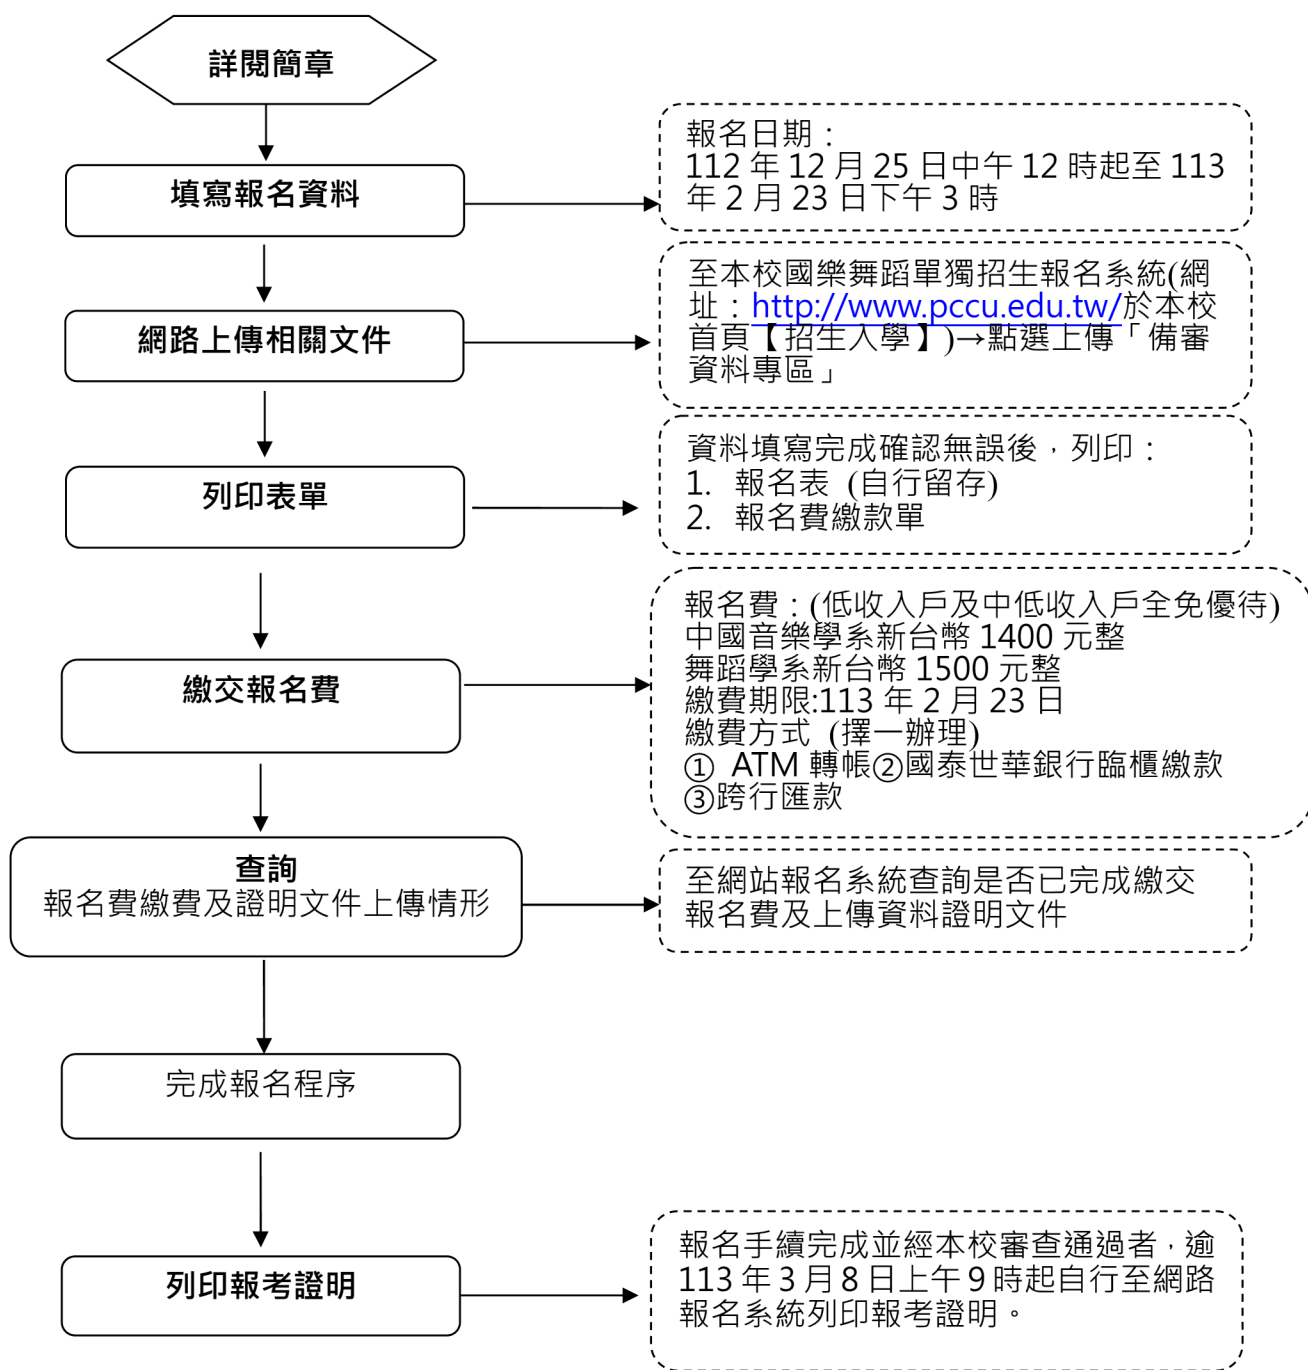 詳閱簡章
填寫報名資料
報名日期：
112 年 12 月 25 日中午 12 時起至 113
年 2 月 23 日下午 3 時
網路上傳相關文件
至本校國樂舞蹈單獨招生報名系統(網
址：http://www.pccu.edu.tw/於本校
首頁【招生入學】)→點選上傳「備審
資料專區」
列印表單
資料填寫完成確認無誤後，列印：
1. 報名表 (自行留存)
2. 報名費繳款單
繳交報名費
報名費：(低收入戶及中低收入戶全免優待)
中國音樂學系新台幣 1400 元整
舞蹈學系新台幣 1500 元整
繳費期限:113 年 2 月 23 日
繳費方式 (擇一辦理)
① ATM 轉帳②國泰世華銀行臨櫃繳款
③跨行匯款
查詢
報名費繳費及證明文件上傳情形
至網站報名系統查詢是否已完成繳交
報名費及上傳資料證明文件
完成報名程序
列印報考證明
報名手續完成並經本校審查通過者，逾
113 年 3 月 8 日上午 9 時起自行至網路
報名系統列印報考證明。